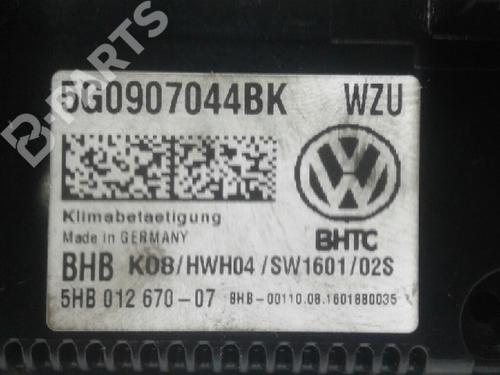 B-PARTS
5G0907044BK WZU
Klimabetaetigung
Made in GERMANY
BHTC
BHB K08/HWH04/SW1601/02S
5HB 012 670-07 BHB-00110.08.1601880035